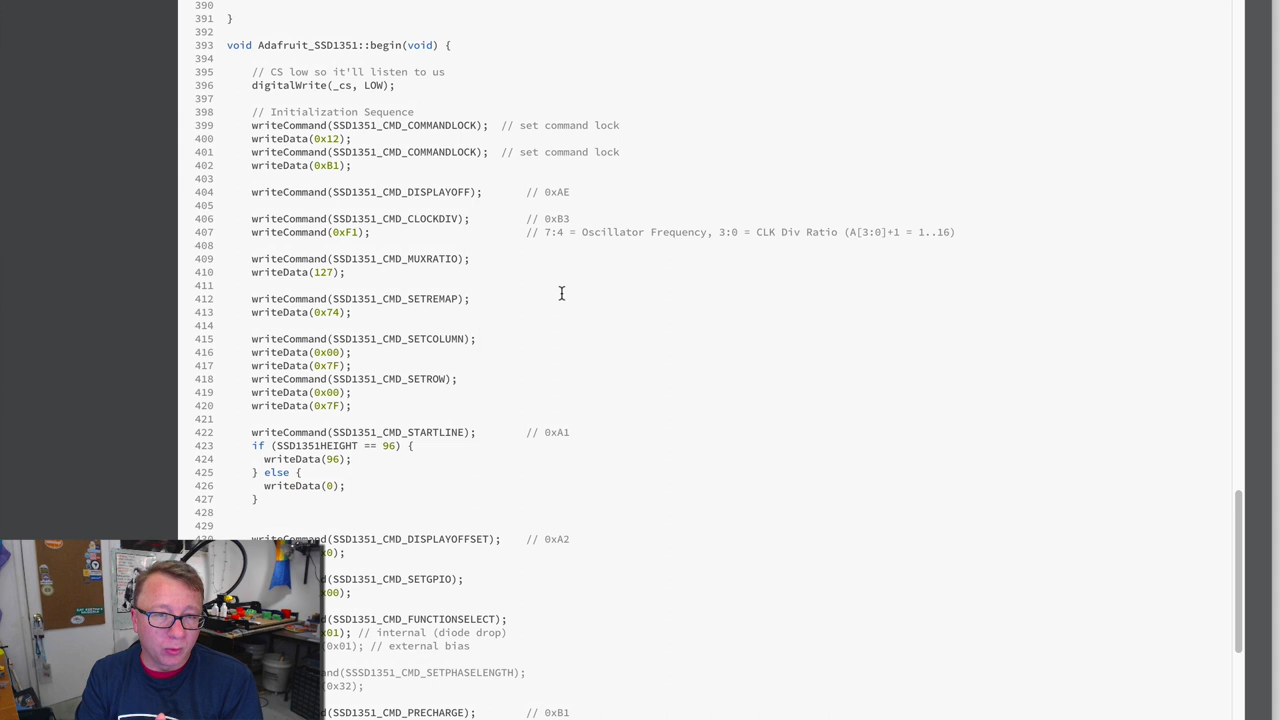 390
391 }
392
393 void Adafruit_SSD1351::begin(void) {
394
395 // CS low so it'll listen to us
396 digitalWrite(_cs, LOW);
397
398 // Initialization Sequence
399 writeCommand(SSD1351_CMD_COMMANDLOCK); // set command lock
400 writeData(0x12);
401 writeCommand(SSD1351_CMD_COMMANDLOCK); // set command lock
402 writeData(0xB1);
403
404 writeCommand(SSD1351_CMD_DISPLAYOFF); // 0xAE
405
406 writeCommand(SSD1351_CMD_CLOCKDIV); // 0xB3
407 writeCommand(0xF1); // 7:4 = Oscillator Frequency, 3:0 = CLK Div Ratio (A[3:0]+1 = 1..16)
408
409 writeCommand(SSD1351_CMD_MUXRATIO);
410 writeData(127);
411
412 writeCommand(SSD1351_CMD_SETREMAP);
413 writeData(0x74);
414
415 writeCommand(SSD1351_CMD_SETCOLUMN);
416 writeData(0x00);
417 writeData(0x7F);
418 writeCommand(SSD1351_CMD_SETROW);
419 writeData(0x00);
420 writeData(0x7F);
421
422 writeCommand(SSD1351_CMD_STARTLINE); // 0xA1
423 if (SSD1351HEIGHT == 96) {
424 writeData(96);
425 } else {
426 writeData(0);
427 }
428
429
430 writeCommand(SSD1351_CMD_DISPLAYOFFSET); // 0xA2
x0);
d(SSD1351_CMD_SETGPIO);
x00);
d(SSD1351_CMD_FUNCTIONSELECT);
x01); // internal (diode drop)
(0x01); // external bias
and(SSSD1351_CMD_SETPHASELENGTH);
(0x32);
d(SSD1351_CMD_PRECHARGE); // 0xB1